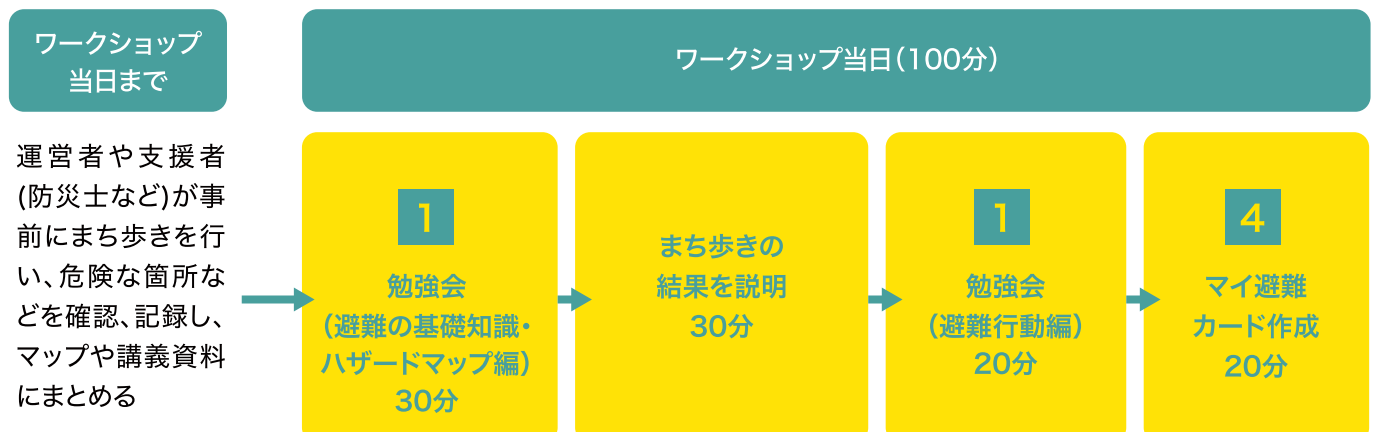 ワークショップ
当日まで
ワークショップ当日（100分）
運営者や支援者
(防災士など)が事
前にまち歩きを行
い、危険な箇所な
どを確認、記録し、
マップや講義資料
にまとめる
1
勉強会
（避難の基礎知識・
ハザードマップ編）
30分
まち歩きの
結果を説明
30分
1
勉強会
（避難行動編）
20分
4
マイ避難
カード作成
20分